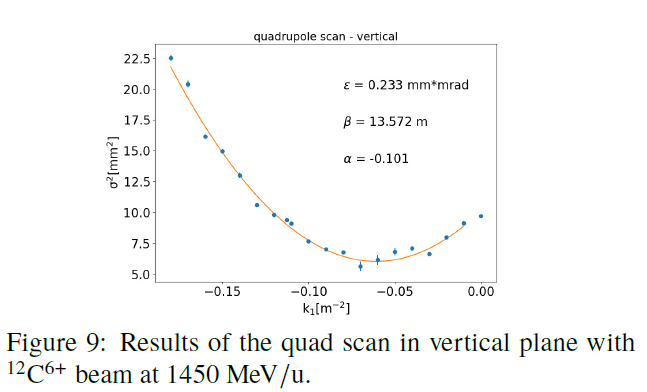 quadrupole scan - vertical
22.5
20.0
17.5
15.0
12.5
10.0
7.5
5.0
σ²[mm²]
ε = 0.233 mm*mrad
β = 13.572 m
α = -0.101
−0.15 −0.10 −0.05 0.00
k₁[m⁻²]
Figure 9: Results of the quad scan in vertical plane with
¹²C⁶⁺ beam at 1450 MeV/u.